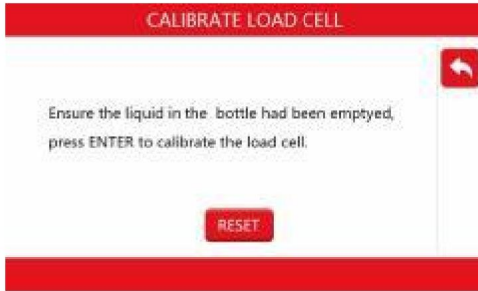 CALIBRATE LOAD CELL
Ensure the liquid in the bottle had been emptyed,
press ENTER to calibrate the load cell.
RESET